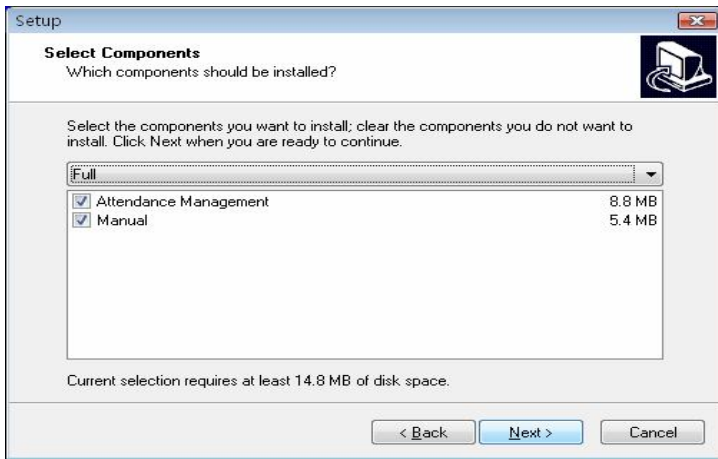 Setup
Select Components
Which components should be installed?
Select the components you want to install; clear the components you do not want to
install. Click Next when you are ready to continue.
Full
Attendance Management 8.8 MB
Manual 5.4 MB
Current selection requires at least 14.8 MB of disk space.
< Back Next > Cancel